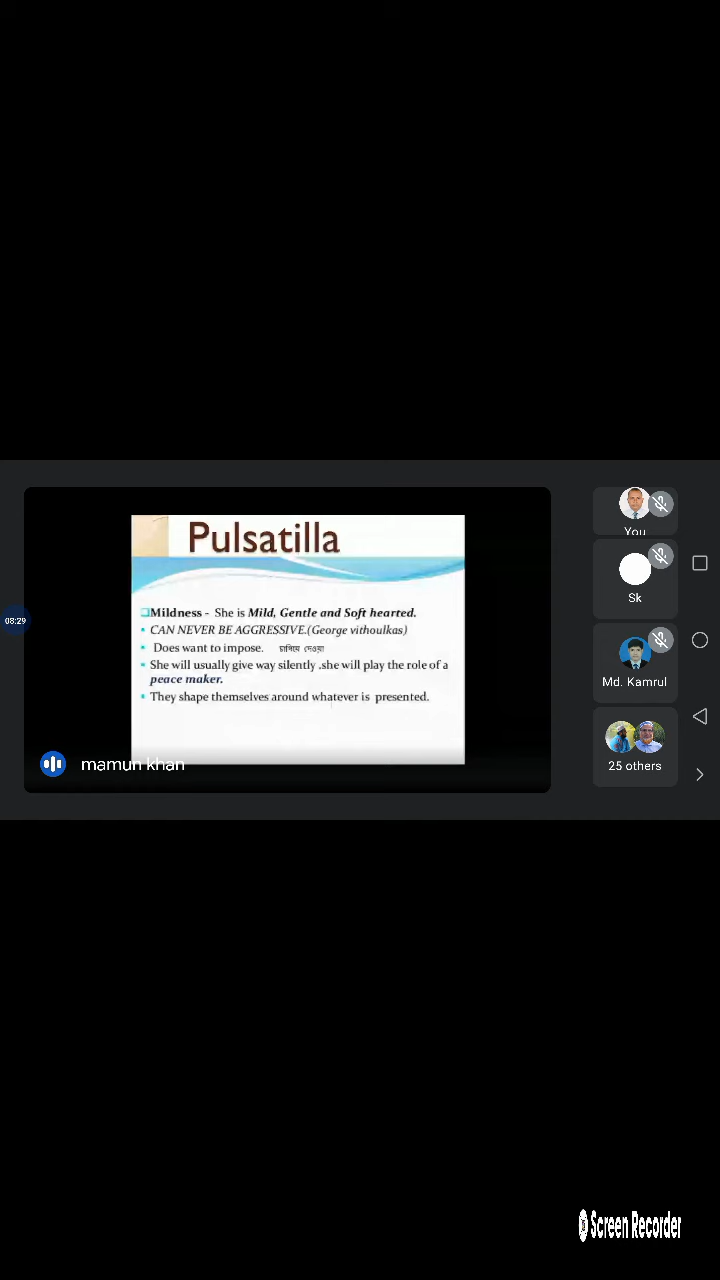 Pulsatilla
Mildness - She is Mild, Gentle and Soft hearted.
CAN NEVER BE AGGRESSIVE.(George vithoulkas)
Does want to impose. চাপিয়ে দেওয়া
She will usually give way silently .she will play the role of a
peace maker.
They shape themselves around whatever is presented.
mamun khan
08:29
You
Sk
Md. Kamrul
25 others
Screen Recorder